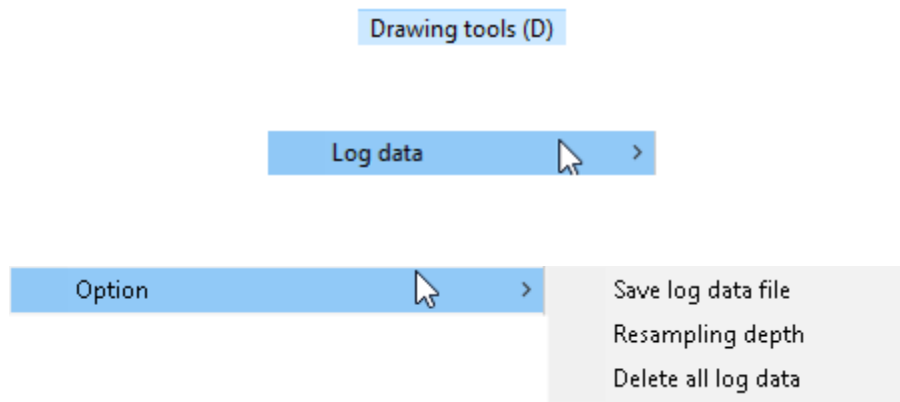 Drawing tools (D)
Log data
Option
Save log data file
Resampling depth
Delete all log data